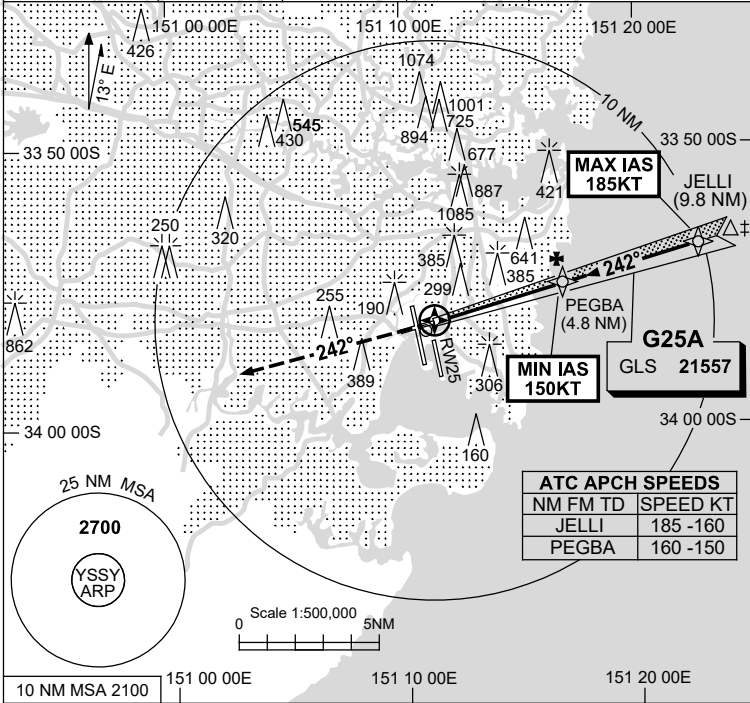 151 00 00E
151 10 00E
151 20 00E
426
13° E
1074
1001
725
894
545
430
10 NM
33 50 00S
33 50 00S
677
887
1085
421
MAX IAS
185KT
JELLI
(9.8 NM)
‡
320
250
385
641
385
299
242°
PEGBA
(4.8 NM)
190
255
862
242°
389
RW25
306
MIN IAS
150KT
G25A
GLS 21557
160
34 00 00S
34 00 00S
25 NM MSA
2700
YSSY
ARP
ATC APCH SPEEDS
NM FM TD SPEED KT
JELLI 185 -160
PEGBA 160 -150
Scale 1:500,000
0 5NM
10 NM MSA 2100
151 00 00E
151 10 00E
151 20 00E